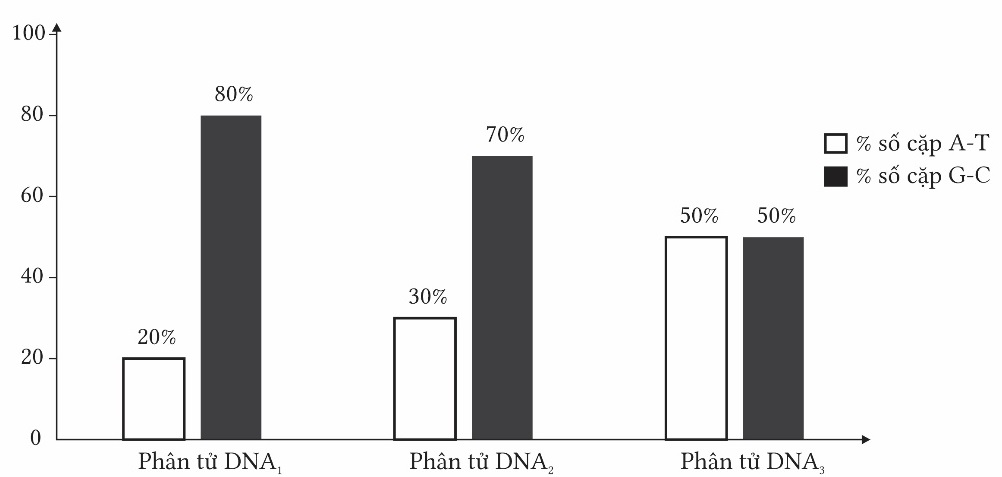 100
80
60
40
20
0
80%
70%
50%
50%
30%
20%
% số cặp A-T
% số cặp G-C
Phân tử DNA₁
Phân tử DNA₂
Phân tử DNA₃